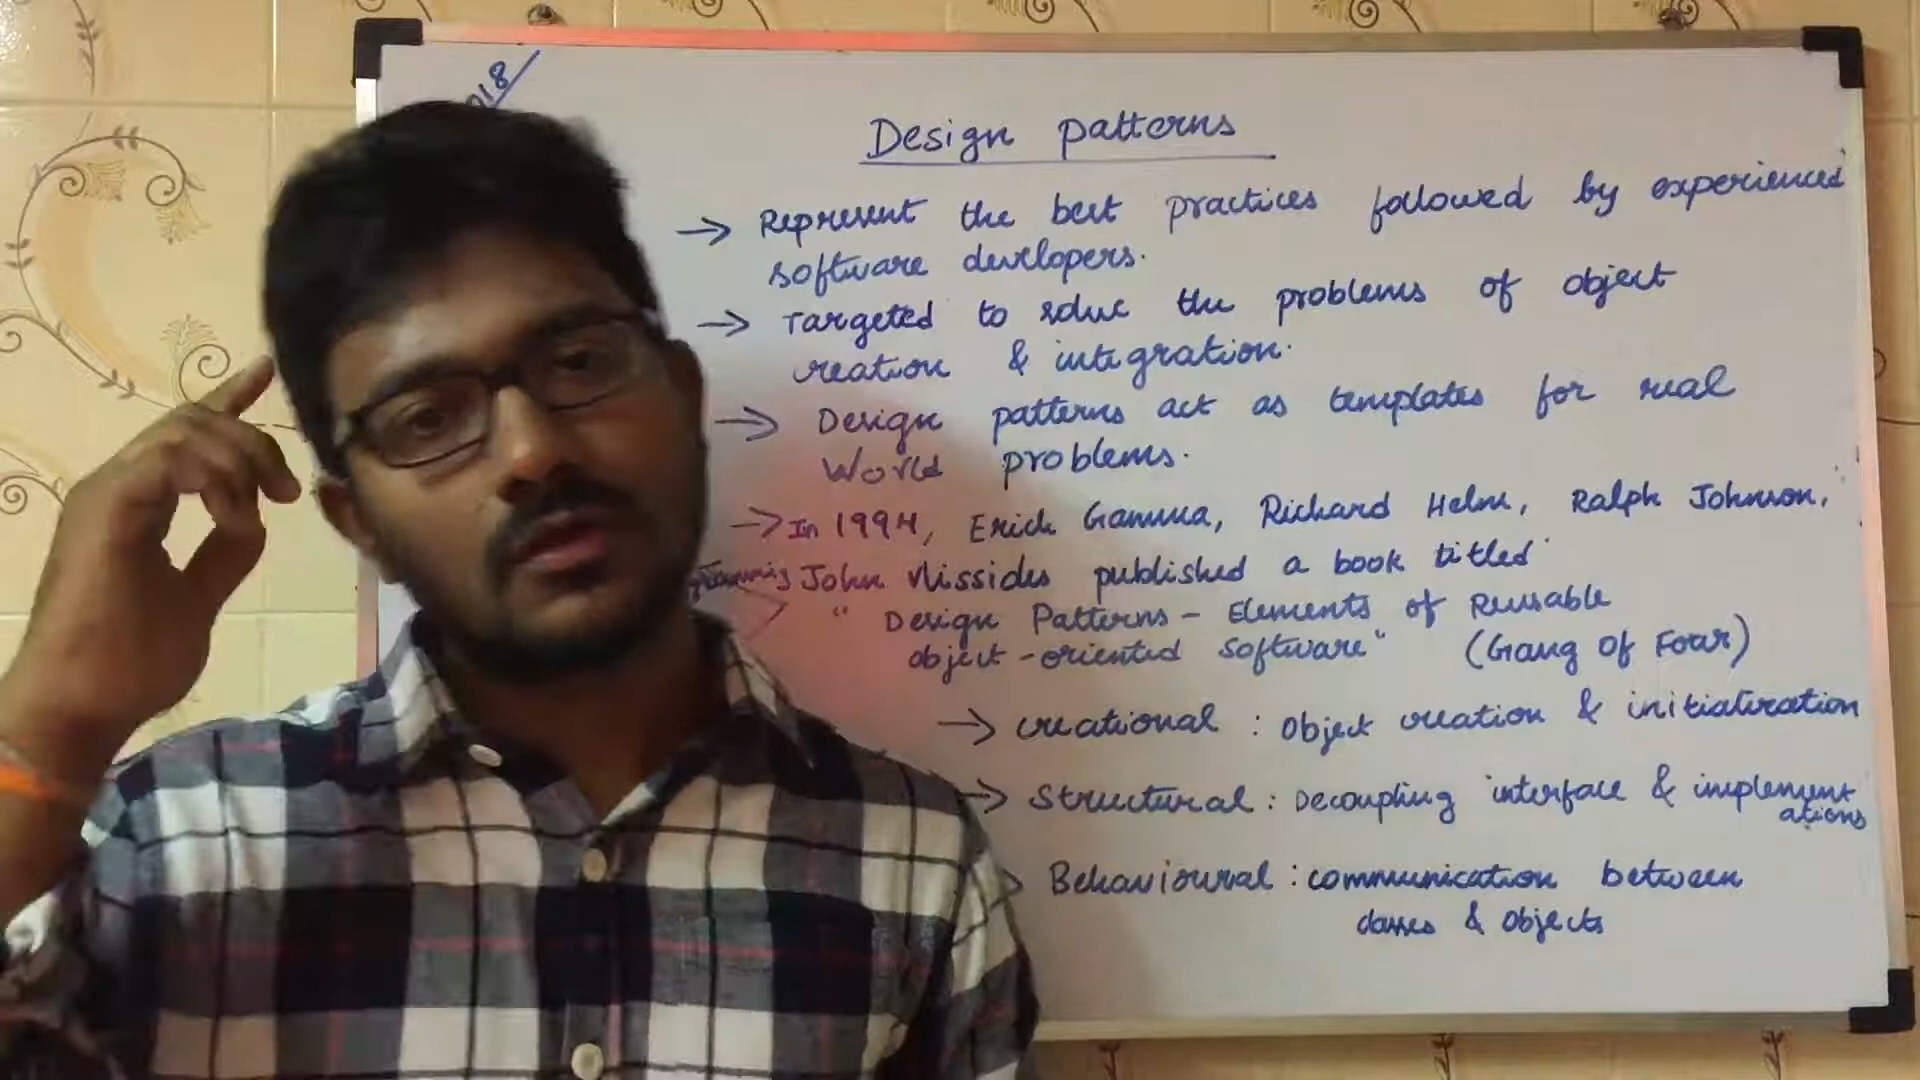 018
Design patterns
→ Represent the best practices followed by experienced
software developers.
→ Targeted to solve the problems of object
creation & integration.
→ Design patterns act as templates for real
World problems.
→ In 1994, Erich Gamma, Richard Helm, Ralph Johnson,
John Vlissides published a book titled
" Design Patterns - Elements of Reusable
object-oriented software" (Gang Of Four)
→ creational : Object creation & initialization
→ Structural : Decoupling interface & implement
ations
Behavioural : communication between
classes & Objects